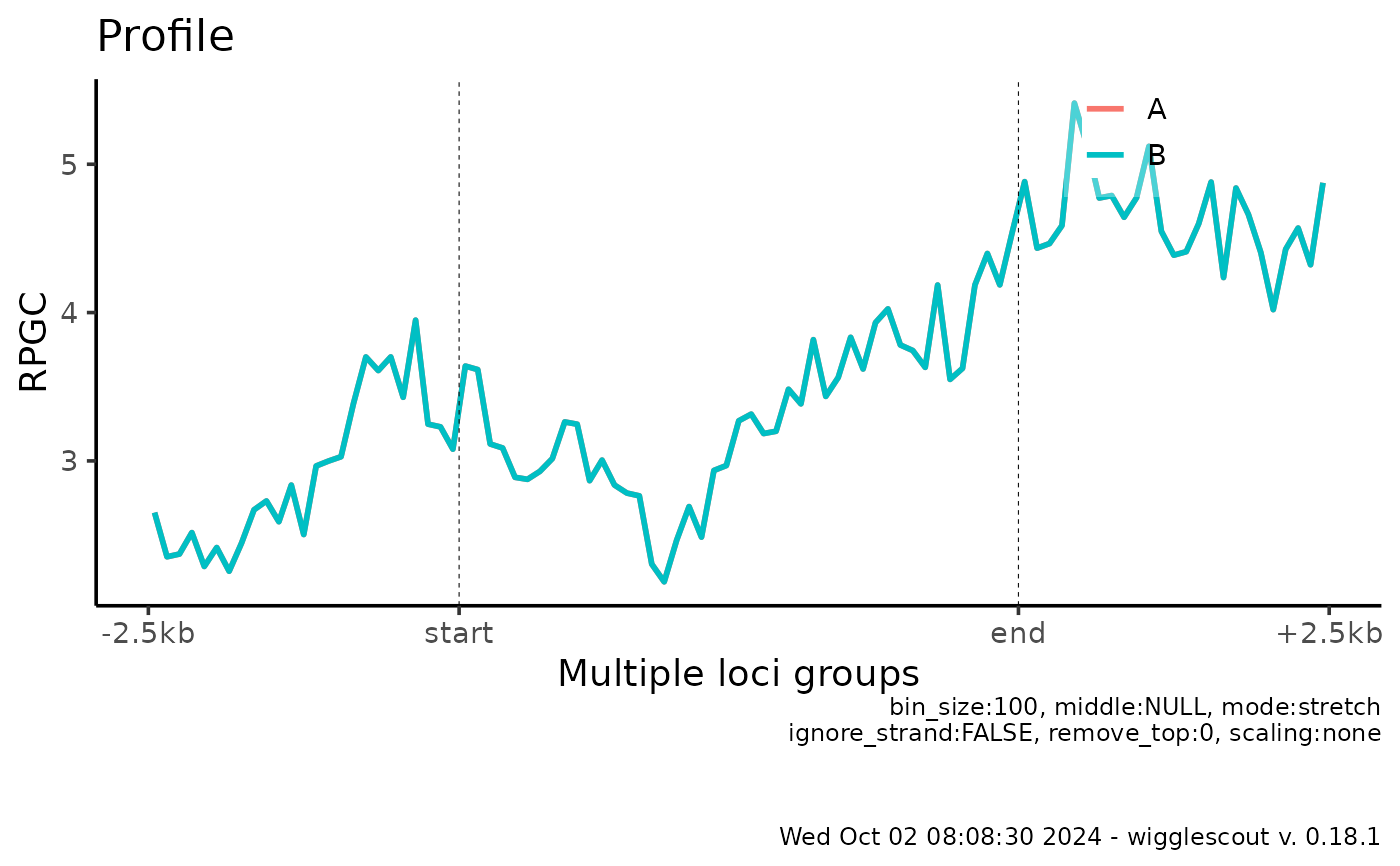 Profile
A
B
5
4
3
RPGC
-2.5kb start end +2.5kb
Multiple loci groups
bin_size:100, middle:NULL, mode:stretch
ignore_strand:FALSE, remove_top:0, scaling:none
Wed Oct 02 08:08:30 2024 - wigglescout v. 0.18.1